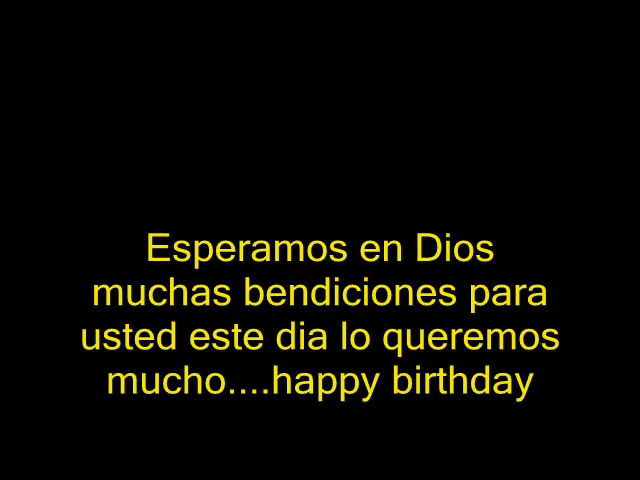 Esperamos en Dios
muchas bendiciones para
usted este dia lo queremos
mucho....happy birthday